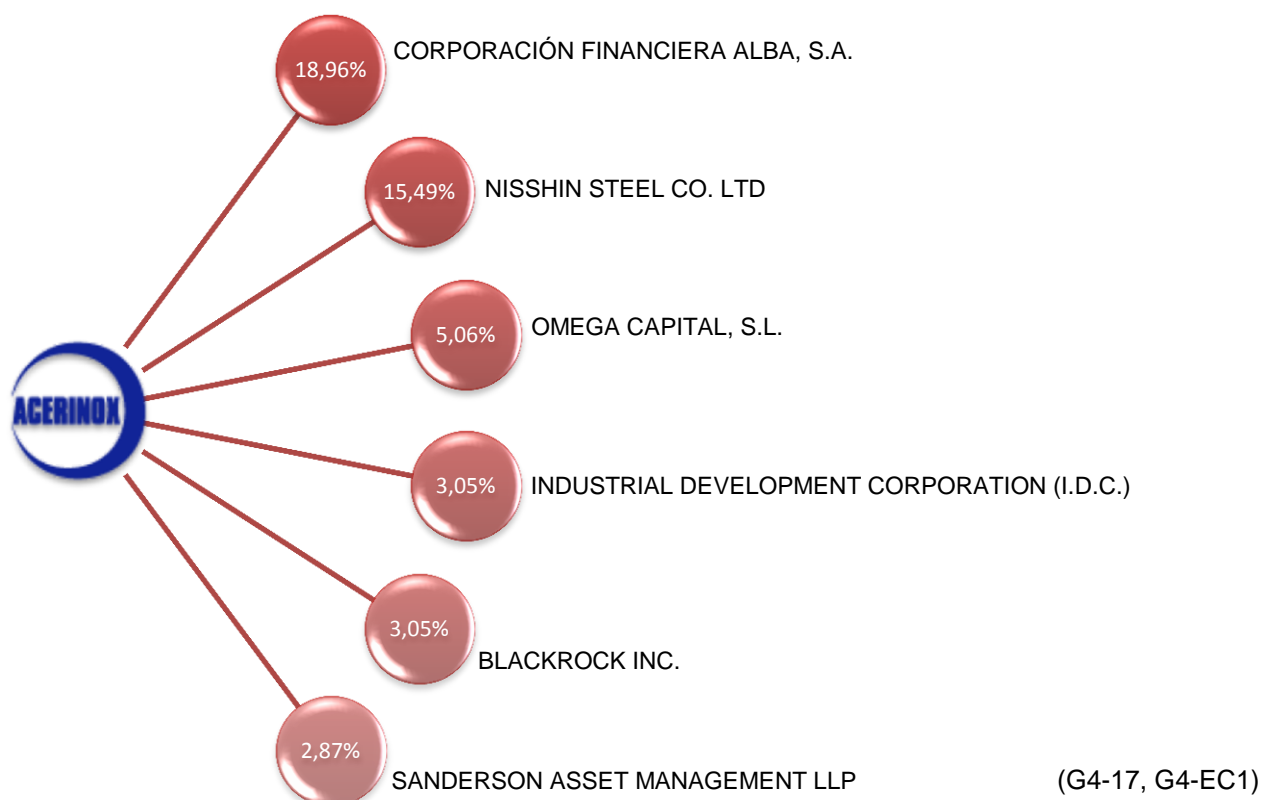 18,96%
CORPORACIÓN FINANCIERA ALBA, S.A.
15,49%
NISSHIN STEEL CO. LTD
5,06%
OMEGA CAPITAL, S.L.
ACERINOX
3,05%
INDUSTRIAL DEVELOPMENT CORPORATION (I.D.C.)
3,05%
BLACKROCK INC.
2,87%
SANDERSON ASSET MANAGEMENT LLP
(G4-17, G4-EC1)